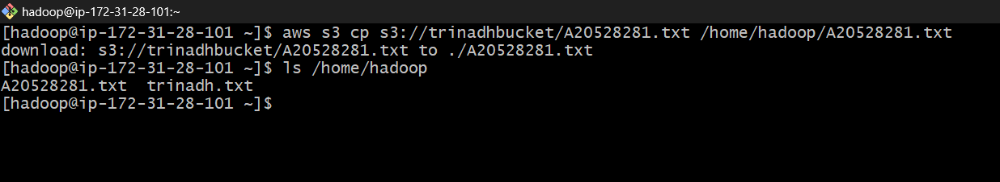 hadoop@ip-172-31-28-101:~
[hadoop@ip-172-31-28-101 ~]$ aws s3 cp s3://trinadhbucket/A20528281.txt /home/hadoop/A20528281.txt
download: s3://trinadhbucket/A20528281.txt to ./A20528281.txt
[hadoop@ip-172-31-28-101 ~]$ ls /home/hadoop
A20528281.txt  trinadh.txt
[hadoop@ip-172-31-28-101 ~]$